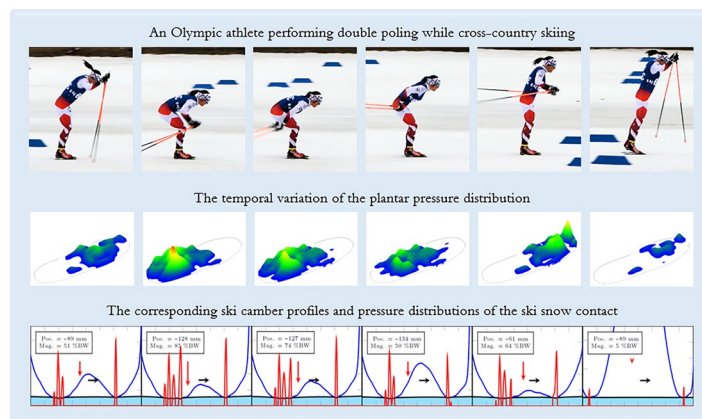 An Olympic athlete performing double poling while cross-country skiing
The temporal variation of the plantar pressure distribution
The corresponding ski camber profiles and pressure distributions of the ski snow contact
Pos. = -89 mm
Mag. = 51 %BW
Pos. = -128 mm
Mag. = %BW
Pos. = -127 mm
Mag. = 74 %BW
Pos. = -134 mm
Mag. = 50 %BW
Pos. = -61 mm
Mag. = 64 %BW
Pos. = -89 mm
Mag. = 5 %BW